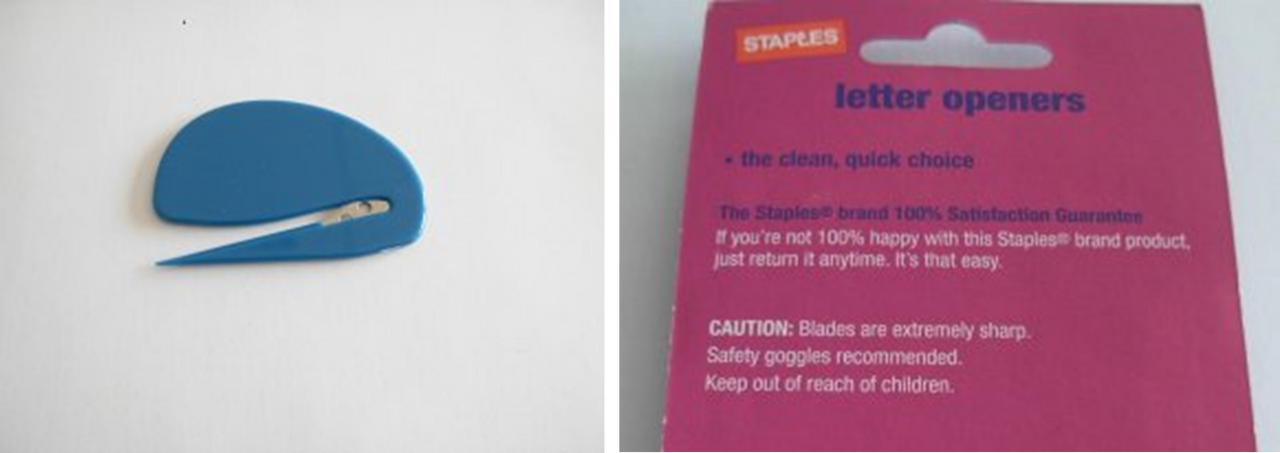 STAPLES
letter openers
• the clean, quick choice
The Staples® brand 100% Satisfaction Guarantee
If you're not 100% happy with this Staples® brand product,
just return it anytime. It's that easy.
CAUTION: Blades are extremely sharp.
Safety goggles recommended.
Keep out of reach of children.